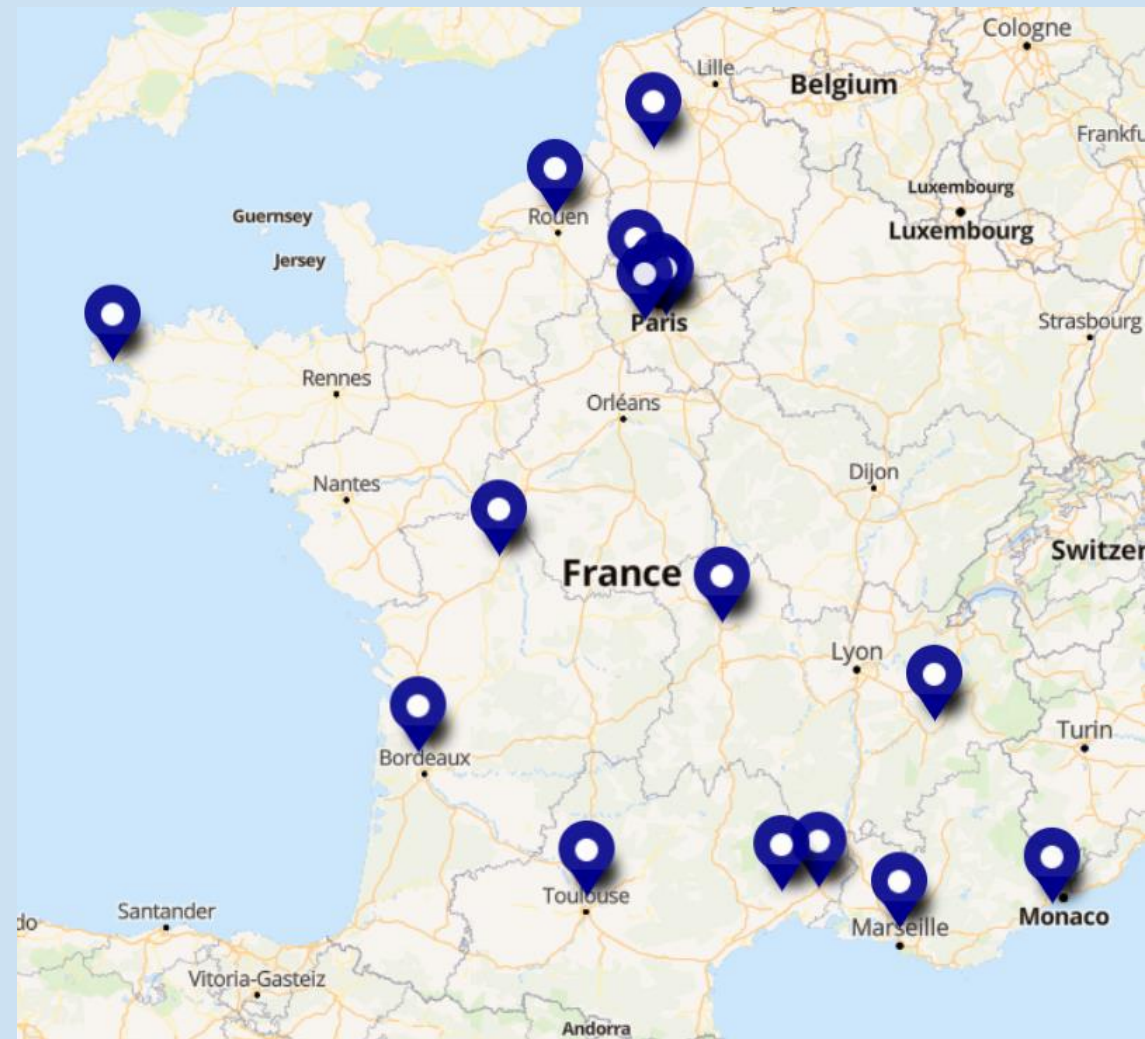 Cologne
Lille
Belgium
Frankfu
Luxembourg
Guernsey
Rouen
Luxembourg
Jersey
Paris
Strasbourg
Rennes
Orléans
Dijon
Nantes
Switzer
France
Lyon
Turin
Bordeaux
Toulouse
Santander
Monaco
do
Marseille
Vitoria-Gasteiz
Andorra